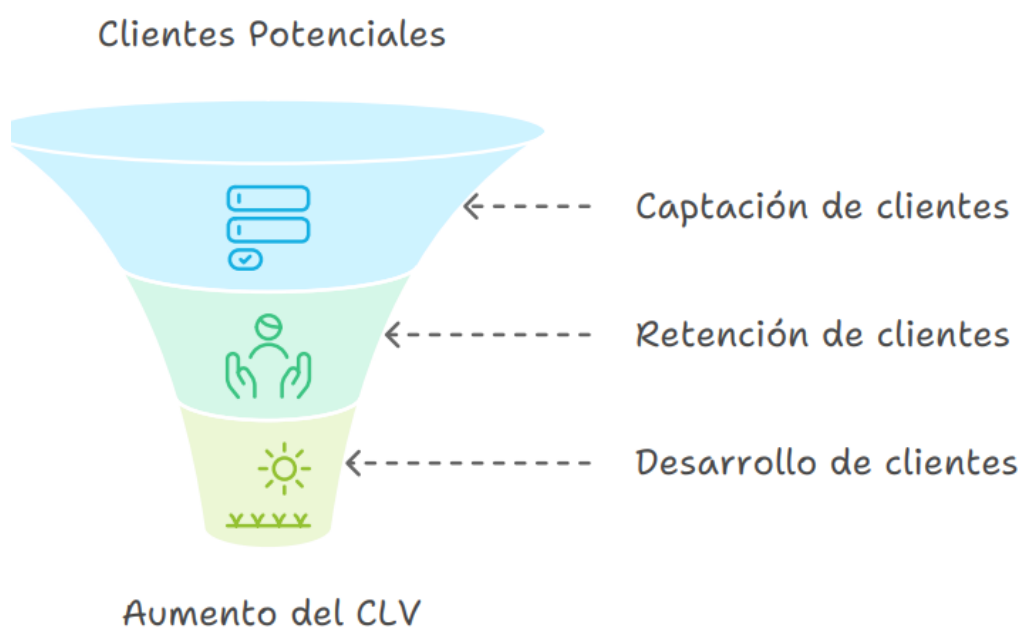 Clientes Potenciales
Captación de clientes
Retención de clientes
Desarrollo de clientes
Aumento del CLV